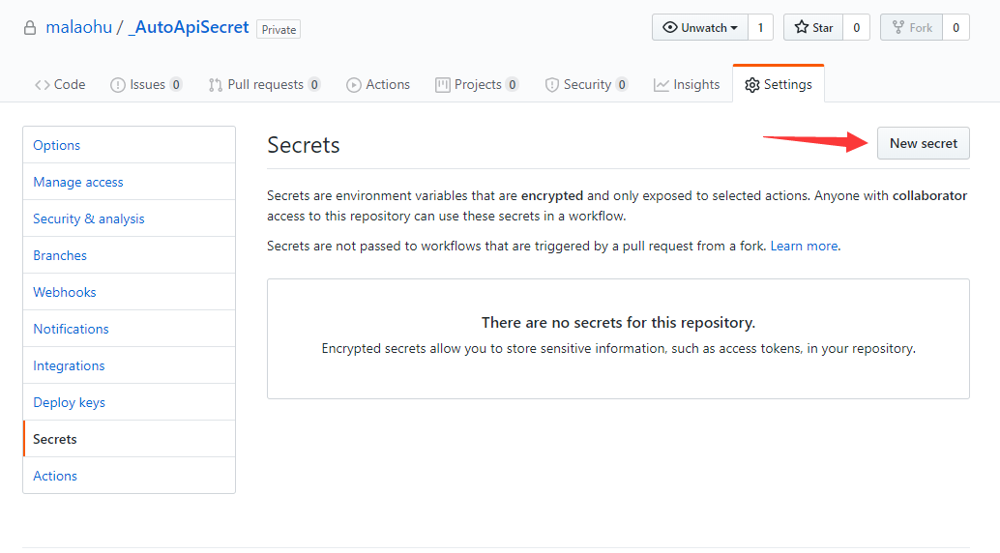 malaohu / _AutoApiSecret Private Unwatch 1 Star 0 Fork 0
Code Issues 0 Pull requests 0 Actions Projects 0 Security 0 Insights Settings
Options
Manage access
Security & analysis
Branches
Webhooks
Notifications
Integrations
Deploy keys
Secrets
Actions
Secrets New secret
Secrets are environment variables that are encrypted and only exposed to selected actions. Anyone with collaborator
access to this repository can use these secrets in a workflow.
Secrets are not passed to workflows that are triggered by a pull request from a fork. Learn more.
There are no secrets for this repository.
Encrypted secrets allow you to store sensitive information, such as access tokens, in your repository.